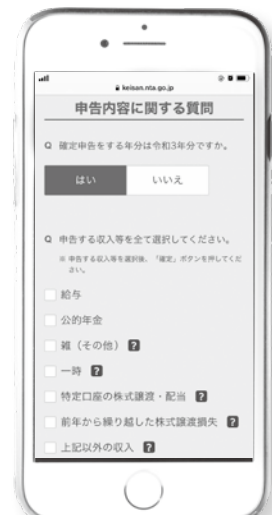 keisan.nta.go.jp
申告内容に関する質問
Q 確定申告をする年分は令和3年分ですか。
はい いいえ
Q 申告する収入等を全て選択してください。
※ 申告する収入等を選択後、「確定」ボタンを押してくだ
さい。
給与
公的年金
雑（その他） ?
一時 ?
特定口座の株式譲渡・配当 ?
前年から繰り越した株式譲渡損失 ?
上記以外の収入 ?